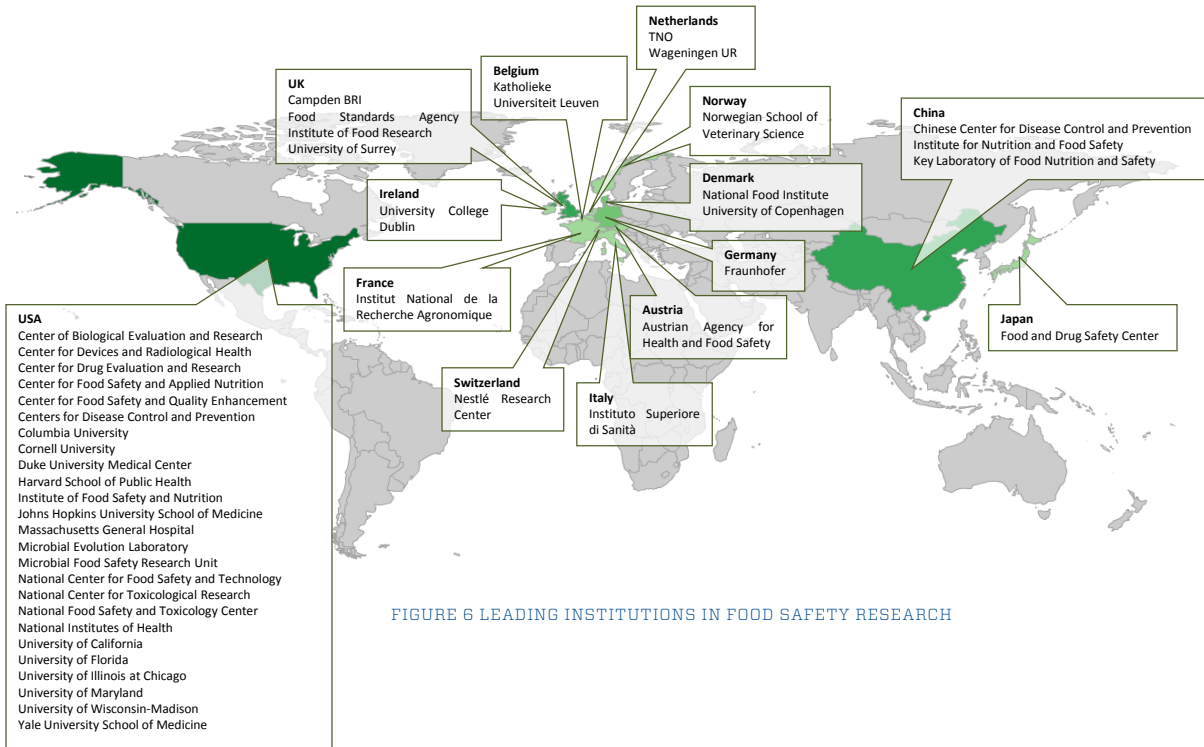 Netherlands
TNO
Wageningen UR
Belgium
Katholieke
Universiteit Leuven
UK
Campden BRI
Food Standards Agency
Institute of Food Research
University of Surrey
Norway
Norwegian School of
Veterinary Science
China
Chinese Center for Disease Control and Prevention
Institute for Nutrition and Food Safety
Key Laboratory of Food Nutrition and Safety
Ireland
University College
Dublin
Denmark
National Food Institute
University of Copenhagen
Germany
Fraunhofer
France
Institut National de la
Recherche Agronomique
Austria
Austrian Agency for
Health and Food Safety
Japan
Food and Drug Safety Center
Switzerland
Nestlé Research
Center
Italy
Instituto Superiore
di Sanità
USA
Center of Biological Evaluation and Research
Center for Devices and Radiological Health
Center for Drug Evaluation and Research
Center for Food Safety and Applied Nutrition
Center for Food Safety and Quality Enhancement
Centers for Disease Control and Prevention
Columbia University
Cornell University
Duke University Medical Center
Harvard School of Public Health
Institute of Food Safety and Nutrition
Johns Hopkins University School of Medicine
Massachusetts General Hospital
Microbial Evolution Laboratory
Microbial Food Safety Research Unit
National Center for Food Safety and Technology
National Center for Toxicological Research
National Food Safety and Toxicology Center
National Institutes of Health
University of California
University of Florida
University of Illinois at Chicago
University of Maryland
University of Wisconsin-Madison
Yale University School of Medicine
FIGURE 6 LEADING INSTITUTIONS IN FOOD SAFETY RESEARCH